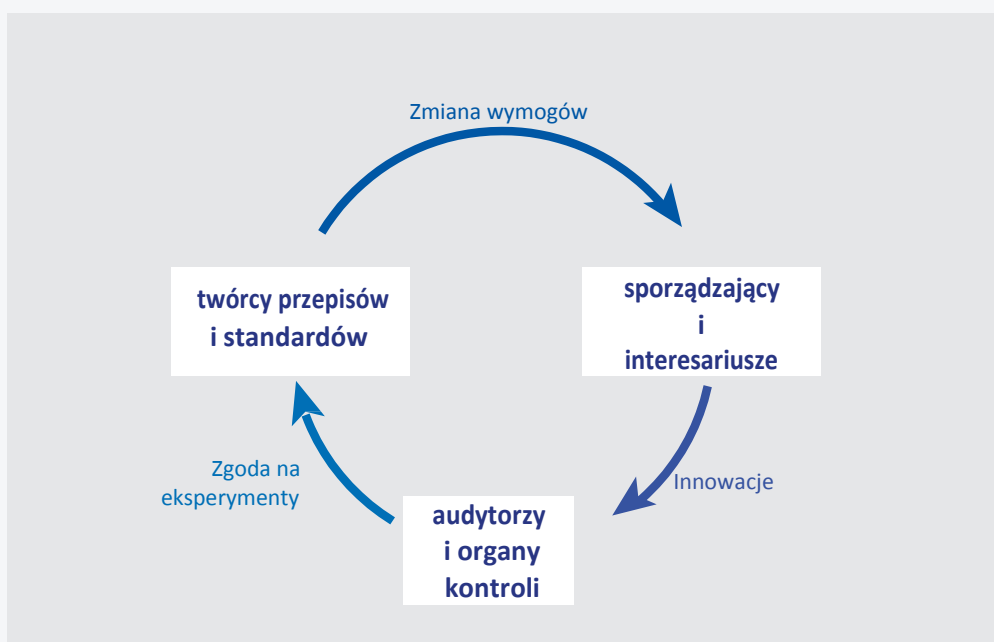 Zmiana wymogów
twórcy przepisów
i standardów
sporządzający
i
interesariusze
Zgoda na
eksperymenty
Innowacje
audytorzy
i organy
kontroli